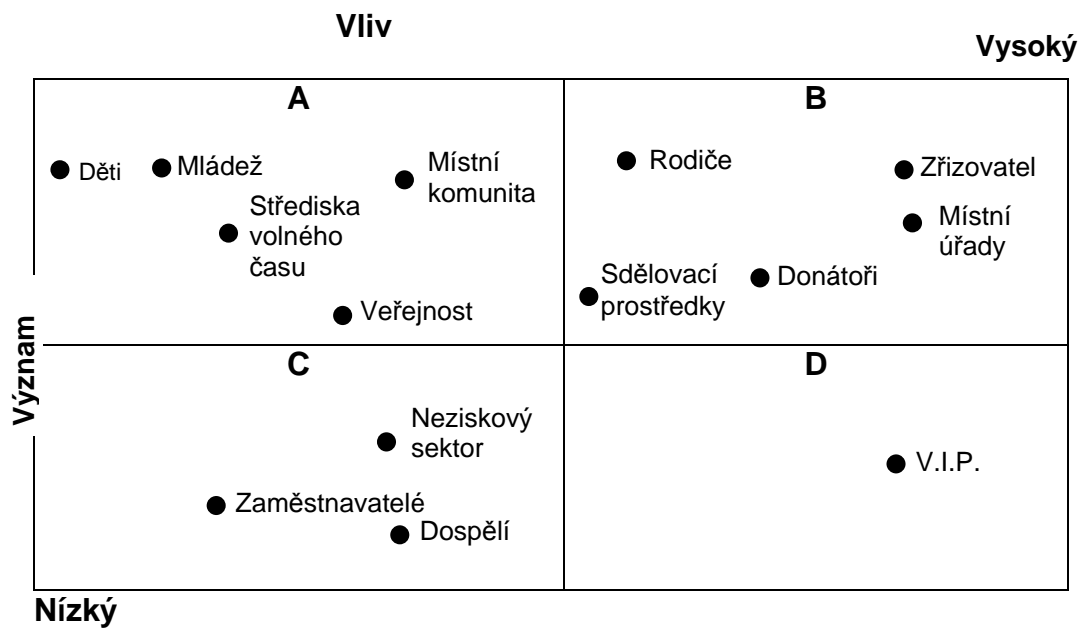 Vliv
Vysoký
A
B
Děti
Mládež
Místní
komunita
Rodiče
Zřizovatel
Střediska
volného
času
Místní
úřady
Sdělovací
prostředky
Donátoři
Veřejnost
Význam
C
D
Neziskový
sektor
V.I.P.
Zaměstnavatelé
Dospělí
Nízký